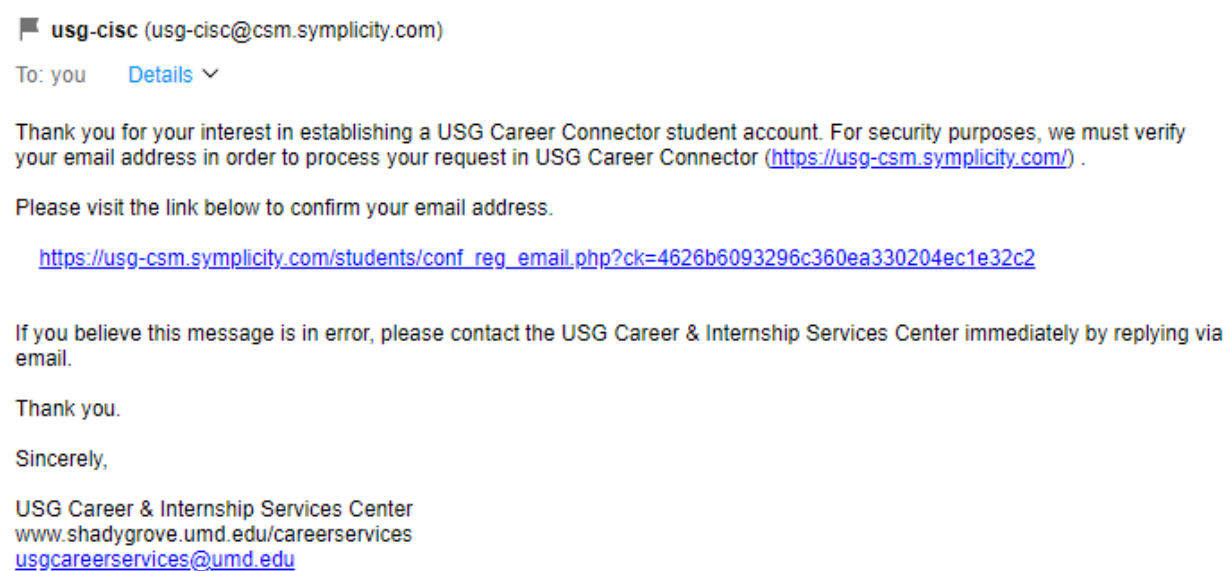 usg-cisc (usg-cisc@csm.symplicity.com)
To: you Details
Thank you for your interest in establishing a USG Career Connector student account. For security purposes, we must verify
your email address in order to process your request in USG Career Connector (https://usg-csm.symplicity.com/) .
Please visit the link below to confirm your email address.
https://usg-csm.symplicity.com/students/conf_reg_email.php?ck=4626b6093296c360ea330204ec1e32c2
If you believe this message is in error, please contact the USG Career & Internship Services Center immediately by replying via
email.
Thank you.
Sincerely,
USG Career & Internship Services Center
www.shadygrove.umd.edu/careerservices
usgcareerservices@umd.edu